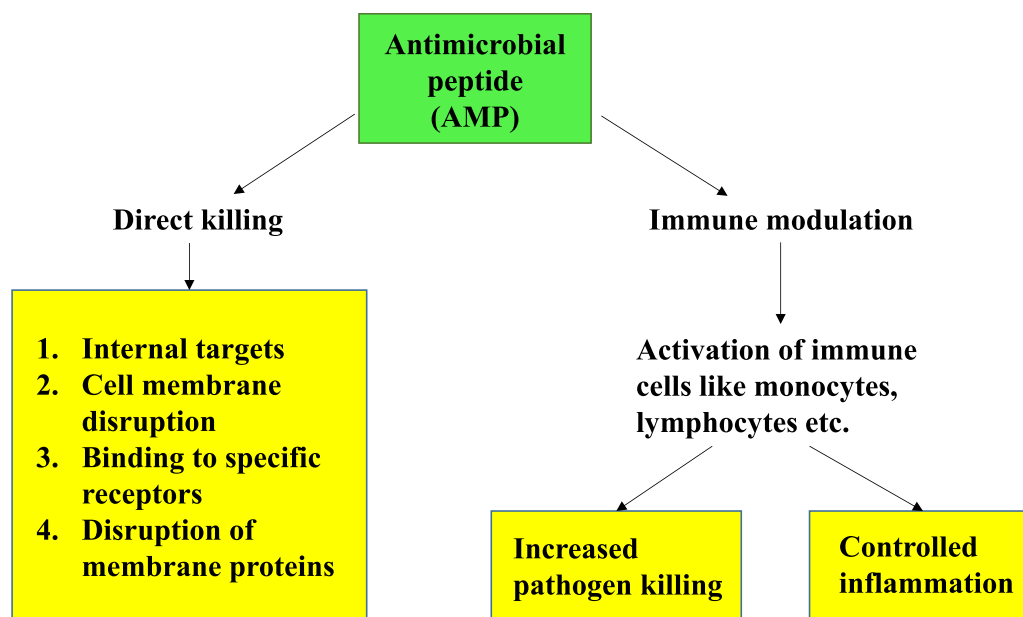 Antimicrobial
peptide
(AMP)
Direct killing
Immune modulation
1. Internal targets
2. Cell membrane
disruption
3. Binding to specific
receptors
4. Disruption of
membrane proteins
Activation of immune
cells like monocytes,
lymphocytes etc.
Increased
pathogen killing
Controlled
inflammation